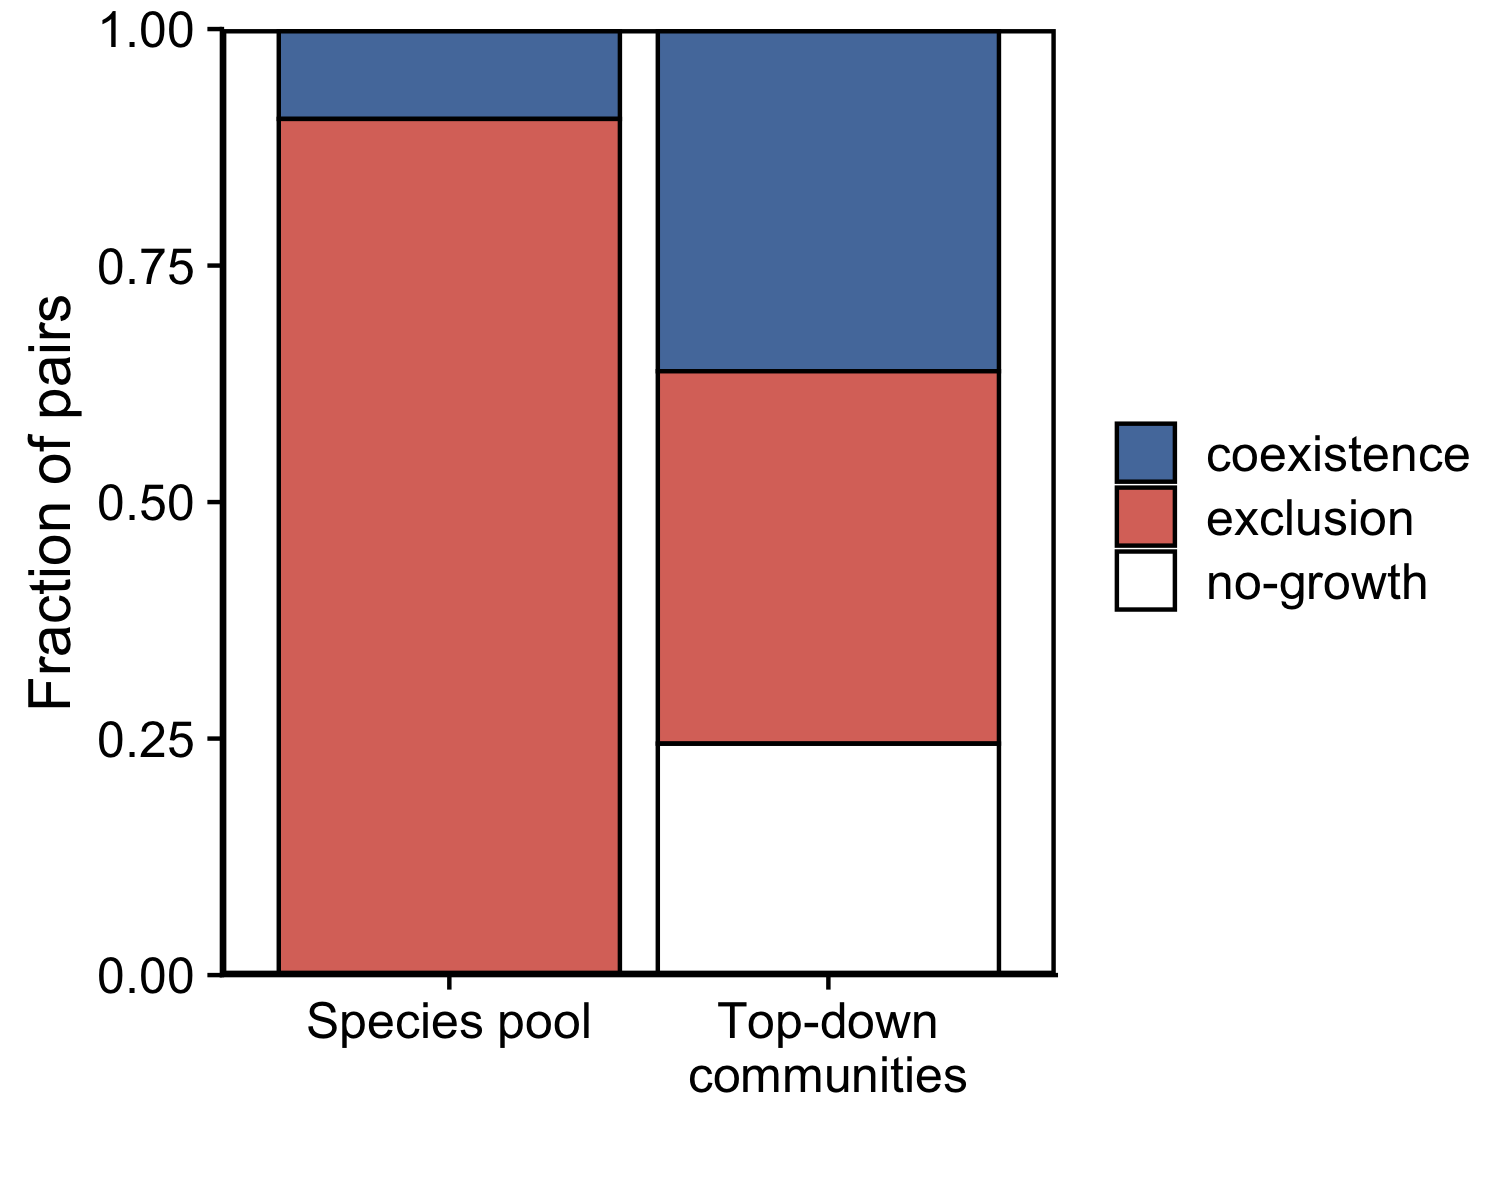 1.00
0.75
0.50
0.25
0.00
Fraction of pairs
Species pool
Top-down
communities
coexistence
exclusion
no-growth